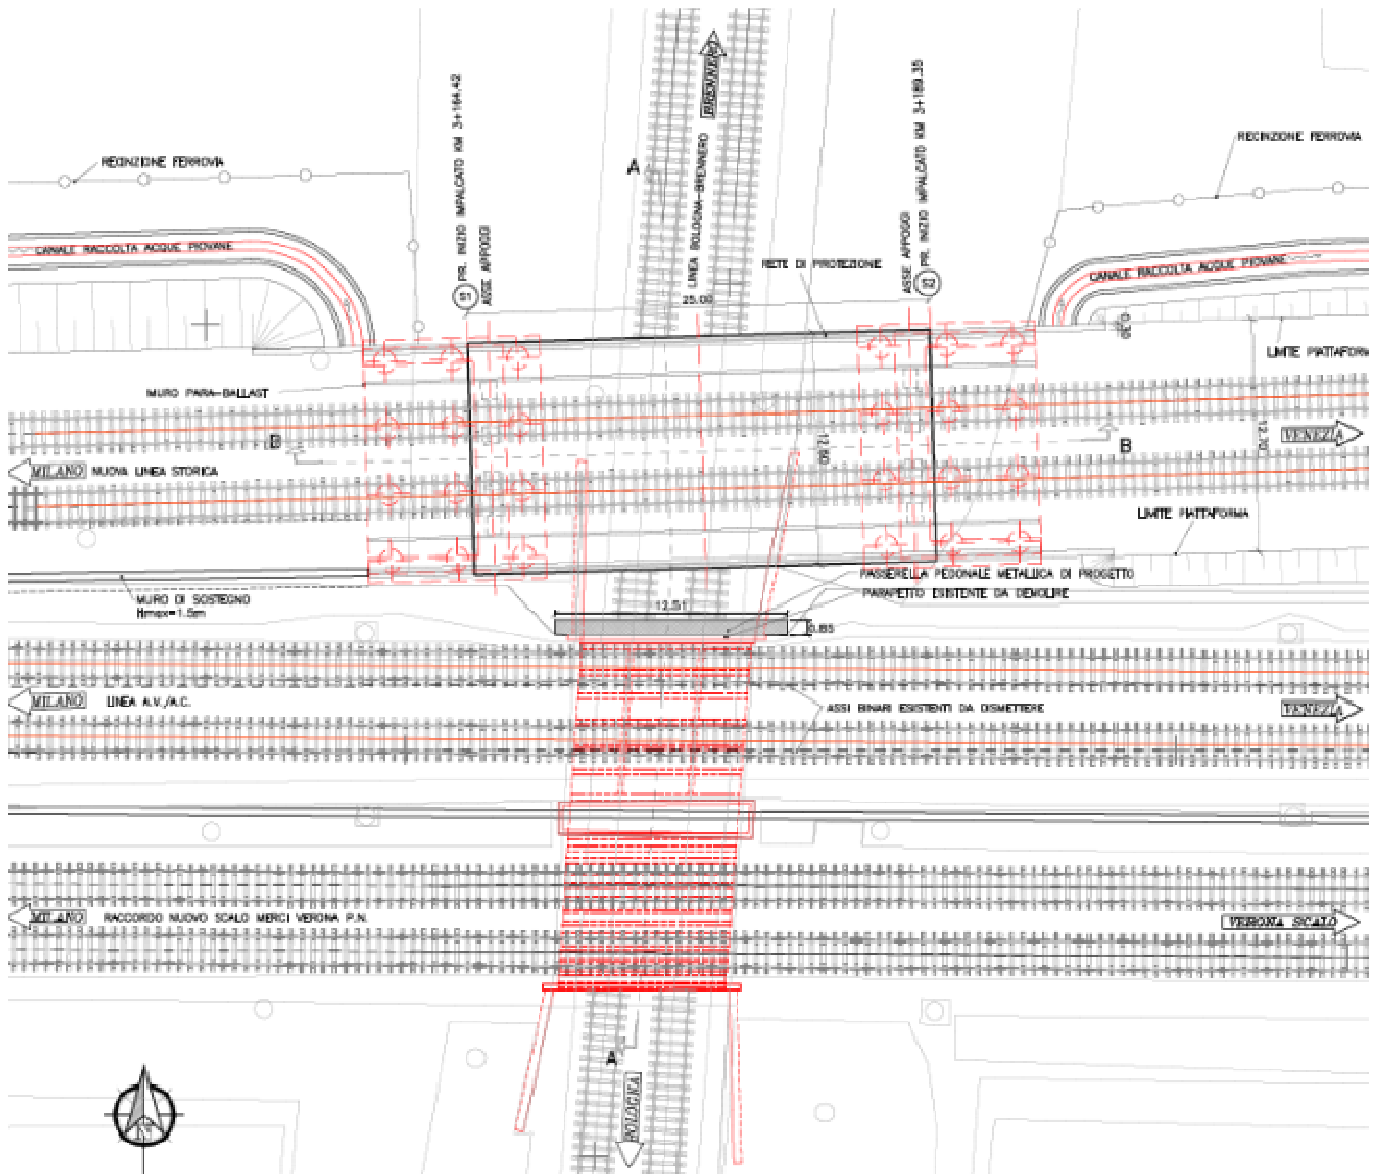 BRENNERO
PR. INIZIO IMPALCATO KM 3+164.42
ASSE APPOGGI
S1
LINEA BOLOGNA-BRENNERO
PR. INIZIO IMPALCATO KM 3+189.35
ASSE APPOGGI
S2
RECINZIONE FERROVIA
RECINZIONE FERROVIA
A
CANALE RACCOLTA ACQUE PIOVANE
RETE DI PROTEZIONE
CANALE RACCOLTA ACQUE PIOVANE
25.00
LIMITE PIATTAFORMA
MURO PARA-BALLAST
B
12.70
VENEZIA
B
MILANO NUOVA LINEA STORICA
LIMITE PIATTAFORMA
PASSERELLA PEDONALE METALLICA DI PROGETTO
PARAPETTO ESISTENTE DA DEMOLIRE
MURO DI SOSTEGNO
Hmax=1.5m
12.51
MILANO LINEA A.V./A.C.
ASSI BINARI ESISTENTI DA DISMETTERE
VENEZIA
MILANO RACCORDO NUOVO SCALO MERCI VERONA P.N.
VERONA SCALO
A
BOLOGNA